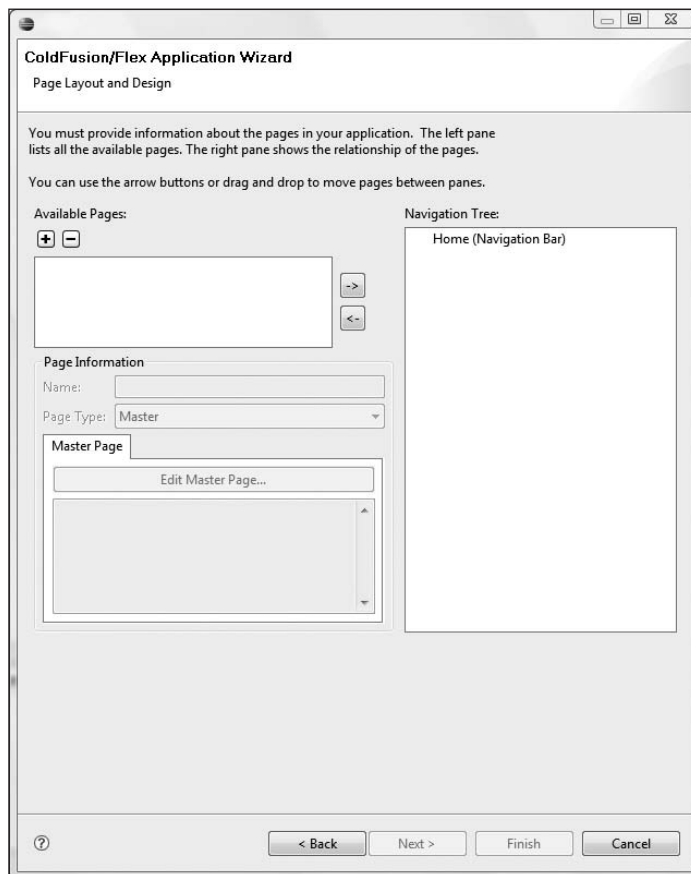 ColdFusion/Flex Application Wizard
Page Layout and Design
You must provide information about the pages in your application. The left pane
lists all the available pages. The right pane shows the relationship of the pages.
You can use the arrow buttons or drag and drop to move pages between panes.
Available Pages:
+ -
->
<-
Page Information
Name:
Page Type: Master
Master Page
Edit Master Page...
Navigation Tree:
Home (Navigation Bar)
?
< Back
Next >
Finish
Cancel